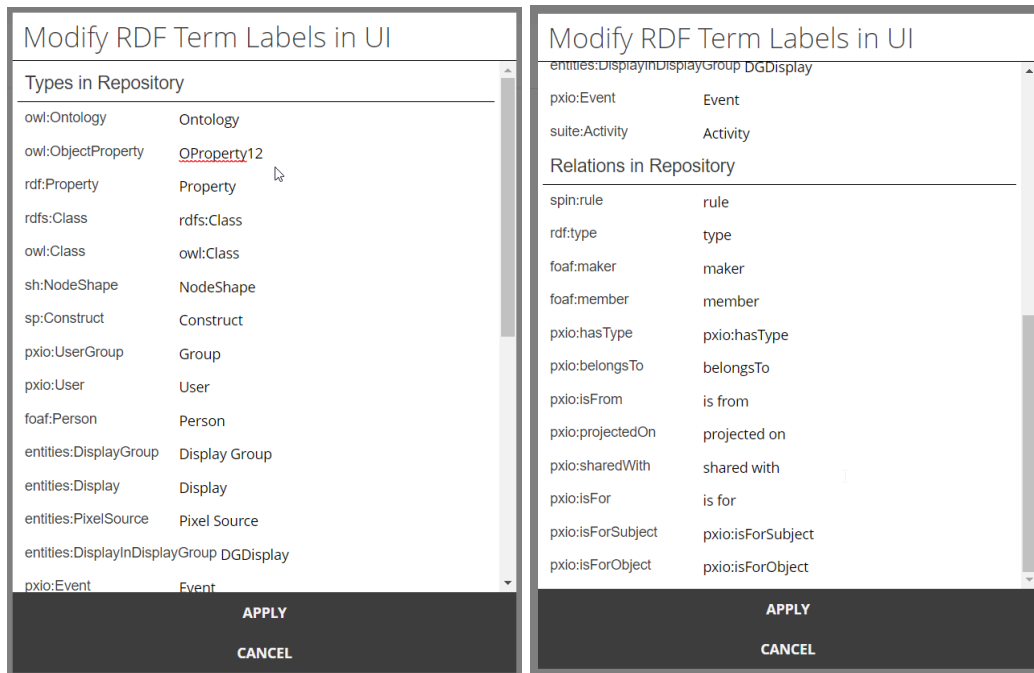 Modify RDF Term Labels in UI
Types in Repository
owl:Ontology Ontology
owl:ObjectProperty OProperty12
rdf:Property Property
rdfs:Class rdfs:Class
owl:Class owl:Class
sh:NodeShape NodeShape
sp:Construct Construct
pxio:UserGroup Group
pxio:User User
foaf:Person Person
entities:DisplayGroup Display Group
entities:Display Display
entities:PixelSource Pixel Source
entities:DisplayInDisplayGroup DGDisplay
pxio:Event Event
APPLY
CANCEL
Modify RDF Term Labels in UI
entities:DisplayInDisplayGroup DGDisplay
pxio:Event Event
suite:Activity Activity
Relations in Repository
spin:rule rule
rdf:type type
foaf:maker maker
foaf:member member
pxio:hasType pxio:hasType
pxio:belongsTo belongsTo
pxio:isFrom is from
pxio:projectedOn projected on
pxio:sharedWith shared with
pxio:isFor is for
pxio:isForSubject pxio:isForSubject
pxio:isForObject pxio:isForObject
APPLY
CANCEL